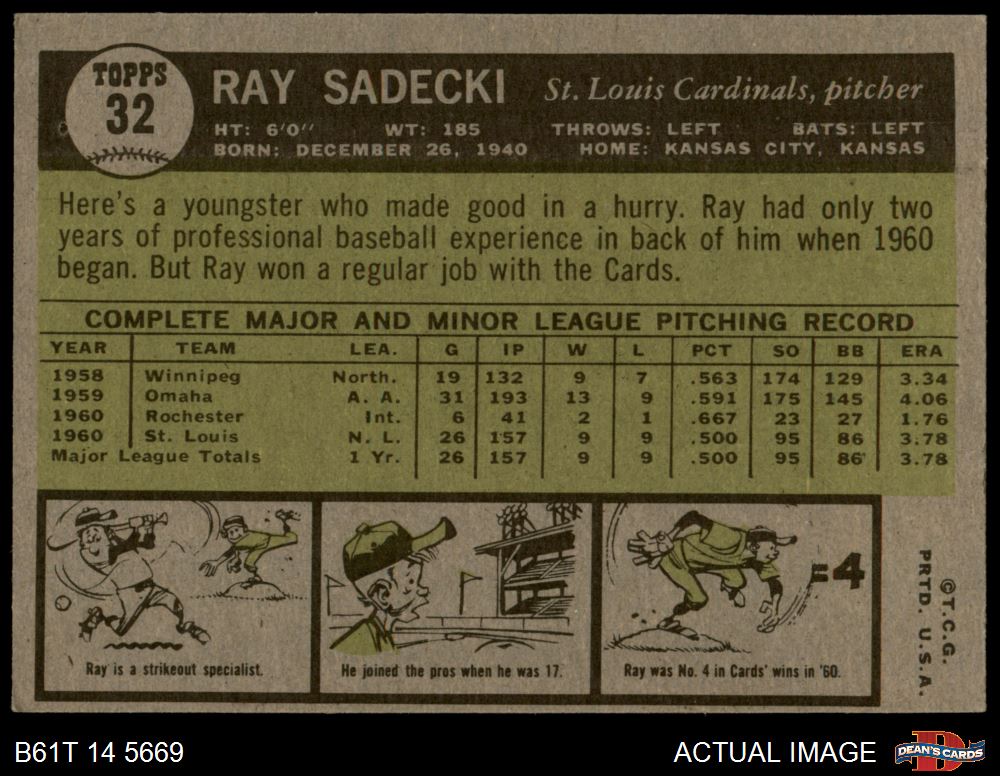 TOPPS
32
RAY SADECKI St. Louis Cardinals, pitcher
HT: 6'0" WT: 185 THROWS: LEFT BATS: LEFT
BORN: DECEMBER 26, 1940 HOME: KANSAS CITY, KANSAS
Here's a youngster who made good in a hurry. Ray had only two
years of professional baseball experience in back of him when 1960
began. But Ray won a regular job with the Cards.
COMPLETE MAJOR AND MINOR LEAGUE PITCHING RECORD
YEAR TEAM LEA. G IP W L PCT SO BB ERA
1958 Winnipeg North. 19 132 9 7 .563 174 129 3.34
1959 Omaha A. A. 31 193 13 9 .591 175 145 4.06
1960 Rochester Int. 6 41 2 1 .667 23 27 1.76
1960 St. Louis N. L. 26 157 9 9 .500 95 86 3.78
Major League Totals 1 Yr. 26 157 9 9 .500 95 86 3.78
=4
Ray is a strikeout specialist.
He joined the pros when he was 17.
Ray was No. 4 in Cards' wins in '60.
©T.C.G.
PRTD. U.S.A.
B61T 14 5669 ACTUAL IMAGE
D
DEAN'S CARDS